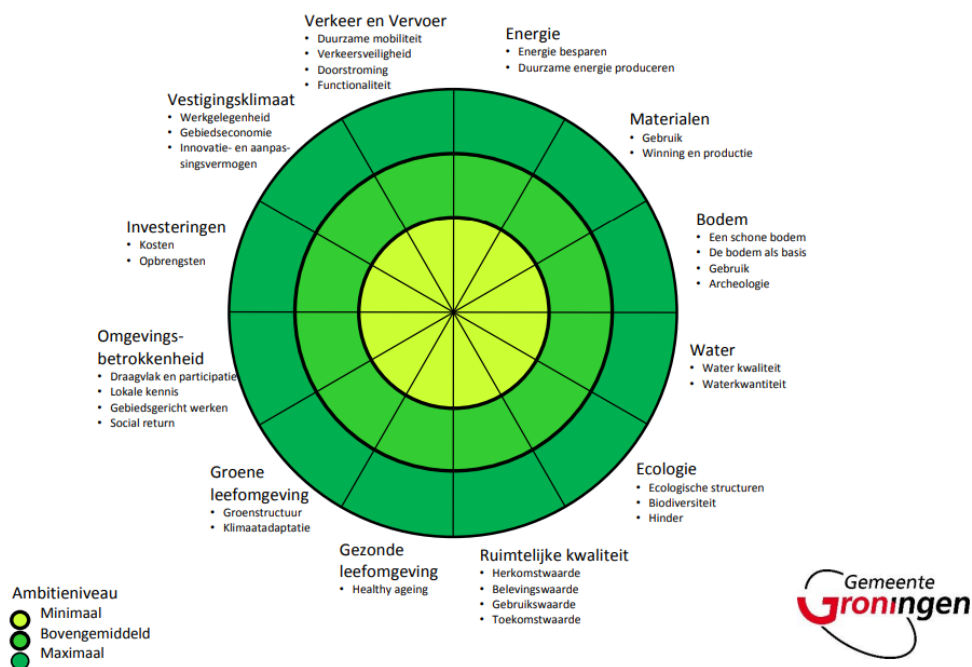 Verkeer en Vervoer
• Duurzame mobiliteit
• Verkeersveiligheid
• Doorstroming
• Functionaliteit
Energie
• Energie besparen
• Duurzame energie produceren
Materialen
• Gebruik
• Winning en productie
Bodem
• Een schone bodem
• De bodem als basis
• Gebruik
• Archeologie
Water
• Water kwaliteit
• Waterkwantiteit
Ecologie
• Ecologische structuren
• Biodiversiteit
• Hinder
Ruimtelijke kwaliteit
• Herkomstwaarde
• Belevingswaarde
• Gebruikswaarde
• Toekomstwaarde
Gezonde
leefomgeving
• Healthy ageing
Groene
leefomgeving
• Groenstructuur
• Klimaatadaptatie
Omgevings-
betrokkenheid
• Draagvlak en participatie
• Lokale kennis
• Gebiedsgericht werken
• Social return
Investeringen
• Kosten
• Opbrengsten
Vestigingsklimaat
• Werkgelegenheid
• Gebiedseconomie
• Innovatie- en aanpas-
singsvermogen
Ambitieniveau
Minimaal
Bovengemiddeld
Maximaal
Gemeente
Groningen